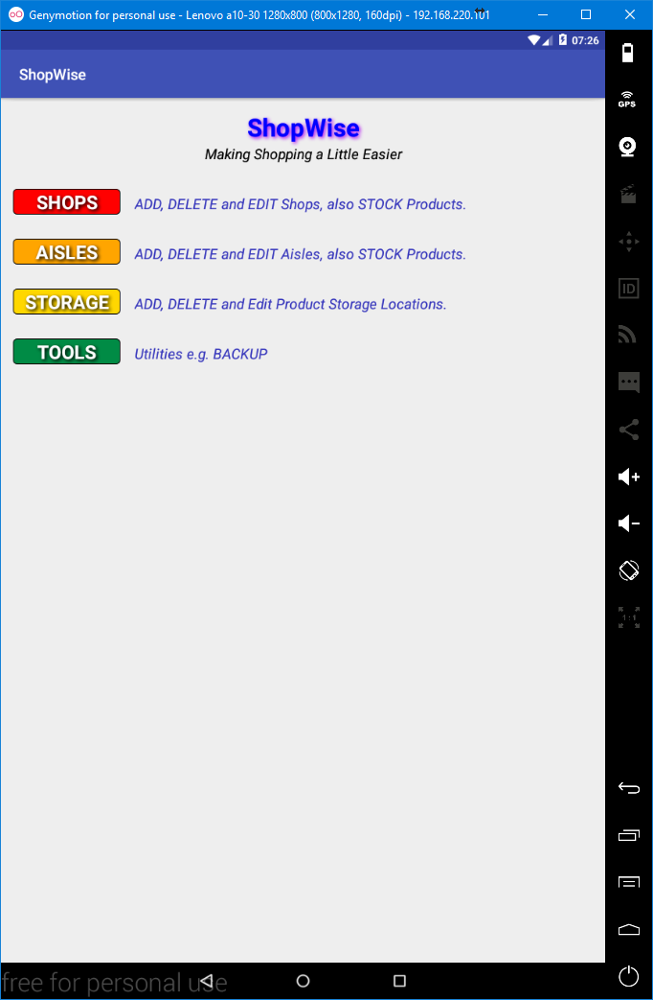 Genymotion for personal use - Lenovo a10-30 1280x800 (800x1280, 160dpi) - 192.168.220.101
07:26
ShopWise
GPS
ShopWise
Making Shopping a Little Easier
SHOPS ADD, DELETE and EDIT Shops, also STOCK Products.
AISLES ADD, DELETE and EDIT Aisles, also STOCK Products.
STORAGE ADD, DELETE and Edit Product Storage Locations.
ID
TOOLS Utilities e.g. BACKUP
1:1
free for personal use